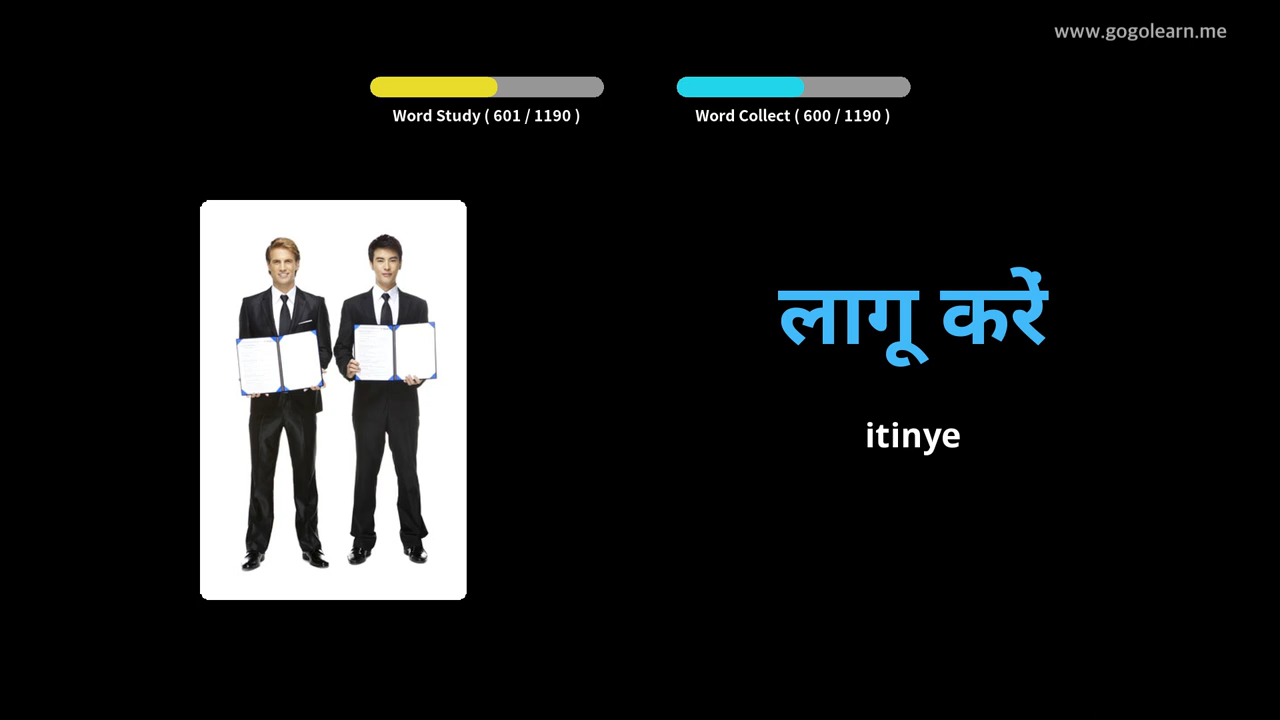 www.gogolearn.me
Word Study ( 601 / 1190 )
Word Collect ( 600 / 1190 )
लागू करें
itinye